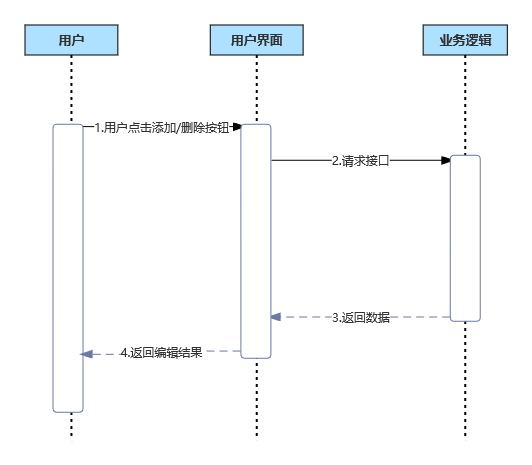 用户
用户界面
业务逻辑
1.用户点击添加/删除按钮
2.请求接口
3.返回数据
4.返回编辑结果